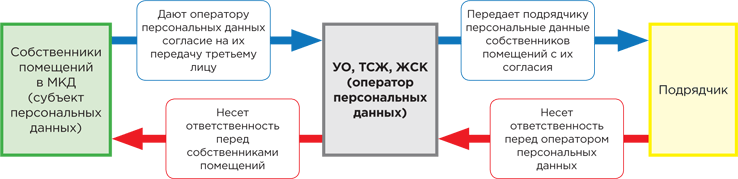 Собственники
помещений
в МКД
(субъект
персональных
данных)
Дают оператору
персональных данных
согласие на их
передачу третьему
лицу
Несет
ответственность
перед
собственниками
помещений
УО, ТСЖ, ЖСК
(оператор
персональных
данных)
Передает подрядчику
персональные данные
собственников
помещений с их
согласия
Несет
ответственность
перед оператором
персональных
данных
Подрядчик